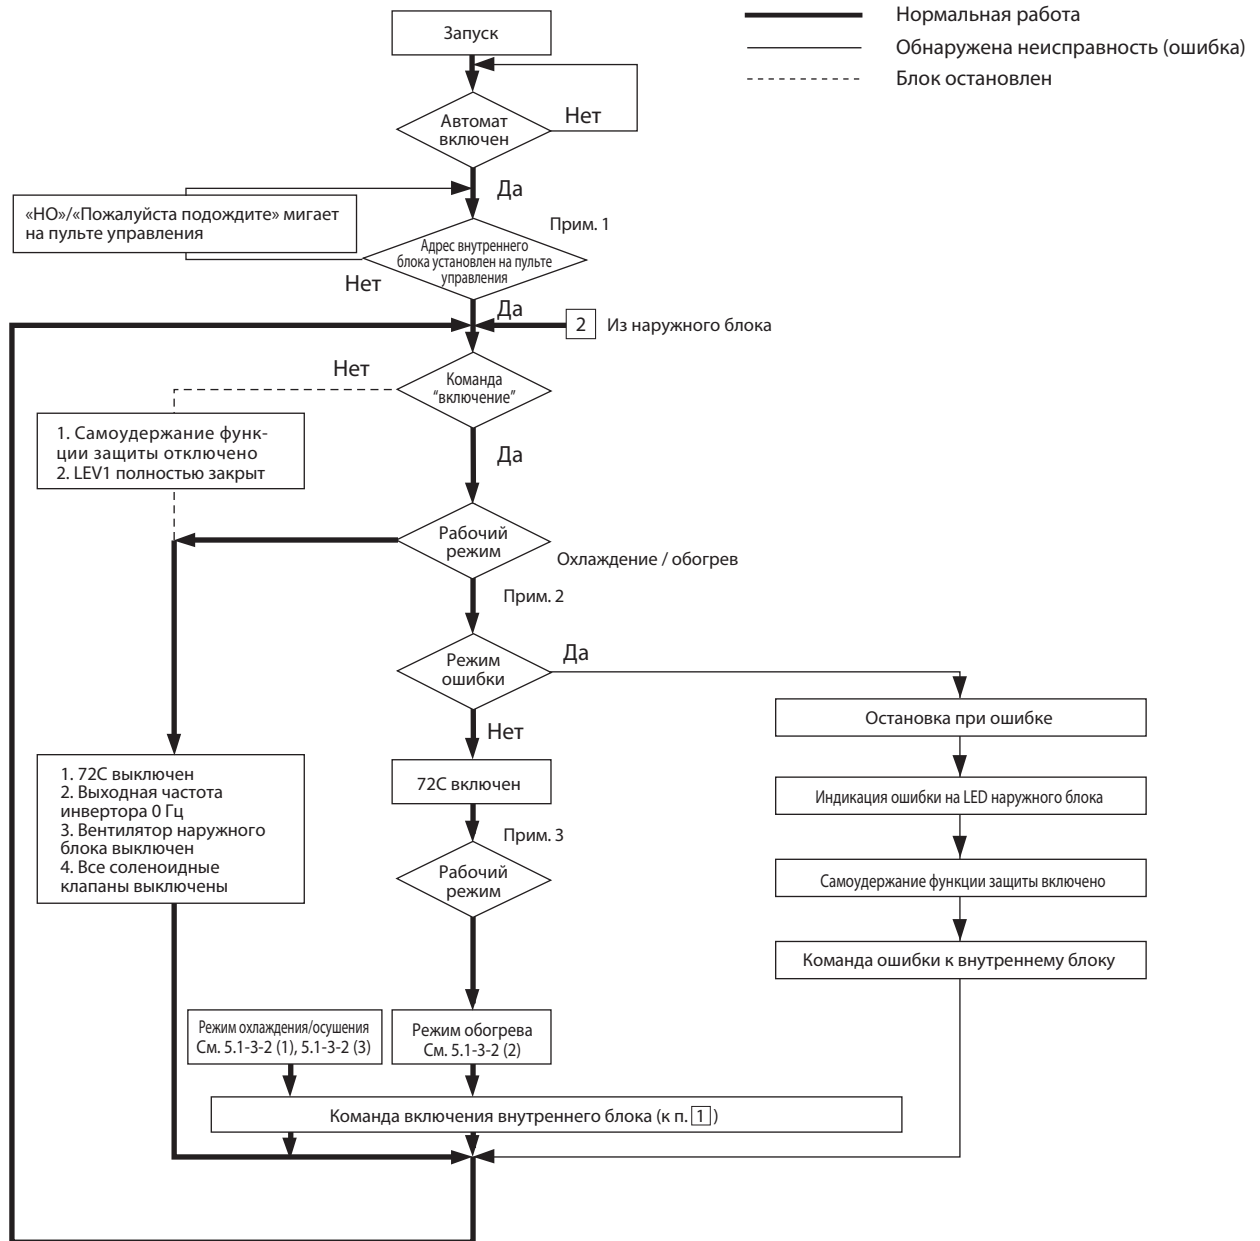 Нормальная работа
Обнаружена неисправность (ошибка)
Блок остановлен
Запуск
Автомат
включен
Нет
Да
«HO»/«Пожалуйста подождите» мигает
на пульте управления
Прим. 1
Адрес внутреннего
блока установлен на пульте
управления
Нет
Да
2 Из наружного блока
Нет
Команда
"включение"
1. Самоудержание функ-
ции защиты отключено
2. LEV1 полностью закрыт
Да
Рабочий
режим
Охлаждение / обогрев
Прим. 2
Режим
ошибки
Да
Нет
Остановка при ошибке
1. 72C выключен
2. Выходная частота
инвертора 0 Гц
3. Вентилятор наружного
блока выключен
4. Все соленоидные
клапаны выключены
72C включен
Индикация ошибки на LED наружного блока
Прим. 3
Рабочий
режим
Самоудержание функции защиты включено
Команда ошибки к внутреннему блоку
Режим охлаждения/осушения
См. 5.1-3-2 (1), 5.1-3-2 (3)
Режим обогрева
См. 5.1-3-2 (2)
Команда включения внутреннего блока (к п. 1)